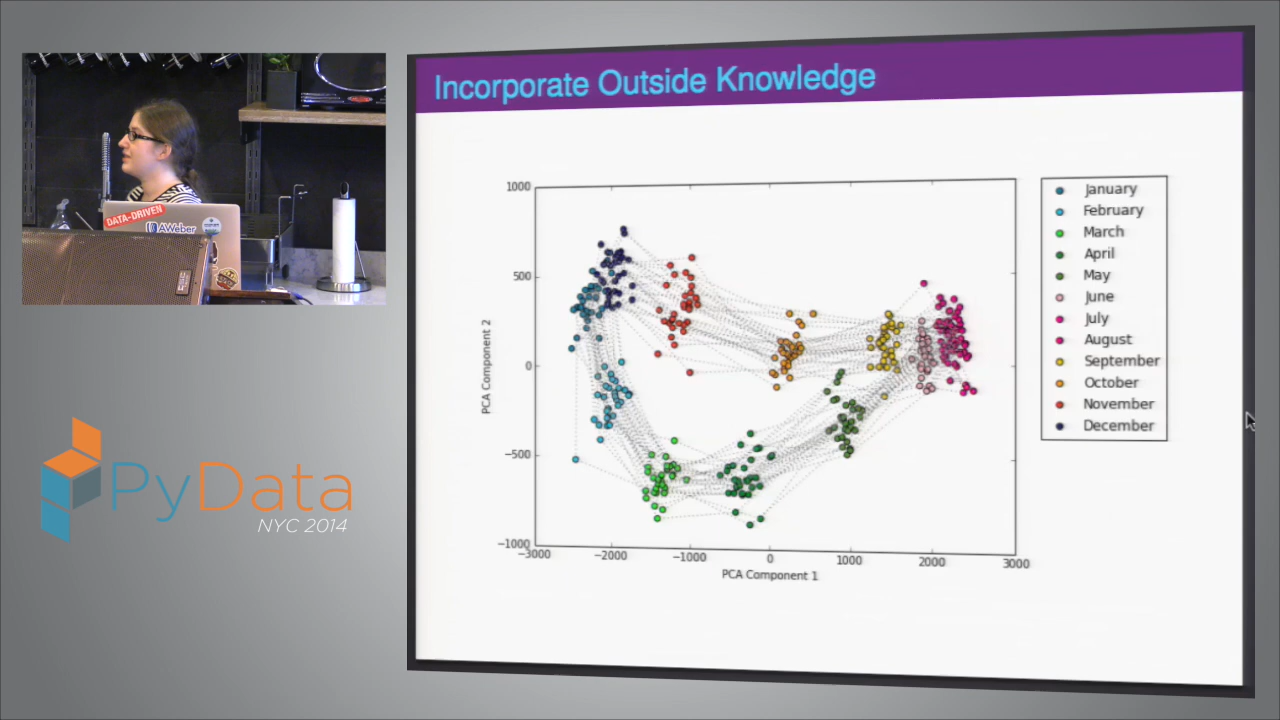 Incorporate Outside Knowledge
DATA-DRIVEN
AWeber
PyData
NYC 2014
PCA Component 2
1000
500
0
−500
−1000
−3000
−2000
−1000
0
1000
2000
3000
PCA Component 1
January
February
March
April
May
June
July
August
September
October
November
December